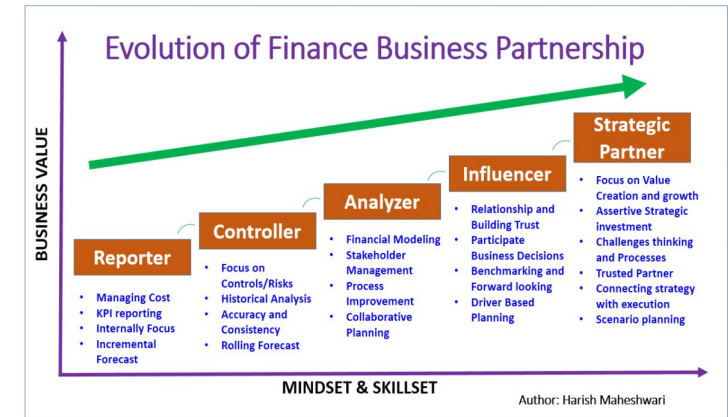 Evolution of Finance Business Partnership
BUSINESS VALUE
Reporter
• Managing Cost
• KPI reporting
• Internally Focus
• Incremental
Forecast
Controller
• Focus on
Controls/Risks
• Historical Analysis
• Accuracy and
Consistency
• Rolling Forecast
Analyzer
• Financial Modeling
• Stakeholder
Management
• Process
Improvement
• Collaborative
Planning
Influencer
• Relationship and
Building Trust
• Participate
Business Decisions
• Benchmarking and
Forward looking
• Driver Based
Planning
Strategic
Partner
• Focus on Value
Creation and growth
• Assertive Strategic
investment
• Challenges thinking
and Processes
• Trusted Partner
• Connecting strategy
with execution
• Scenario planning
MINDSET & SKILLSET
Author: Harish Maheshwari